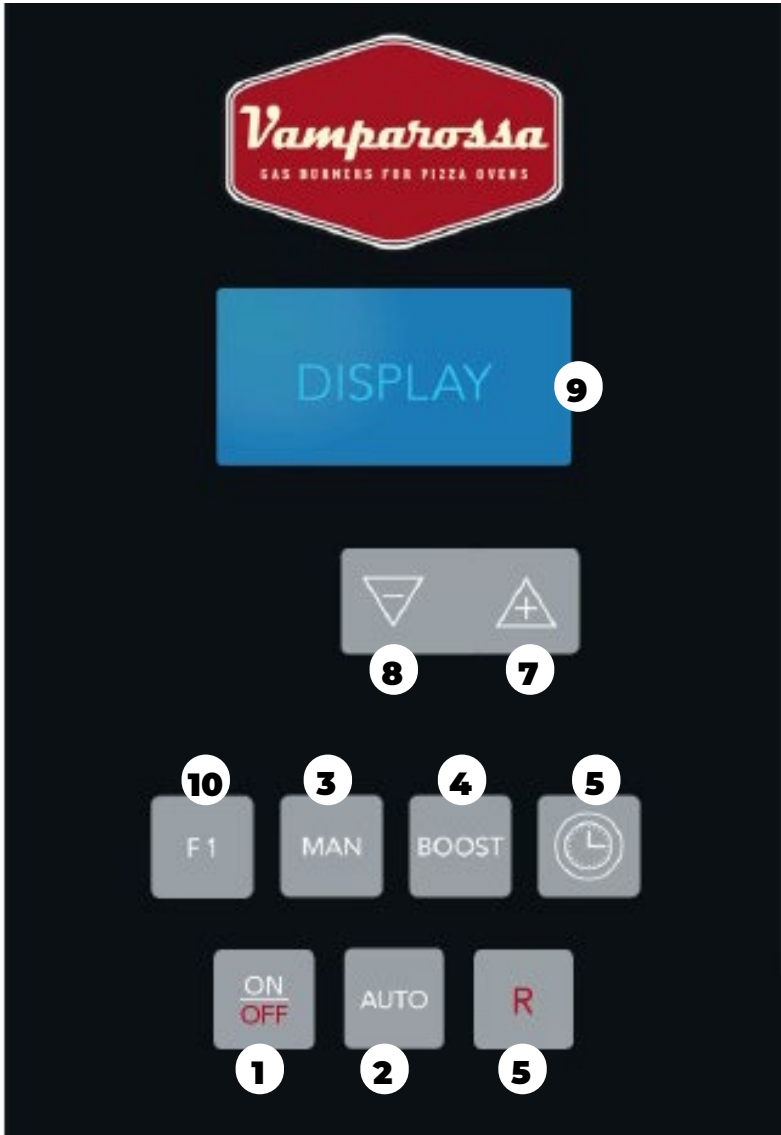 Vamparossa
GAS BURNERS FOR PIZZA OVENS
DISPLAY
9
− +
8 7
10 3 4 5
F1 MAN BOOST
ON
OFF
AUTO R
1 2 5